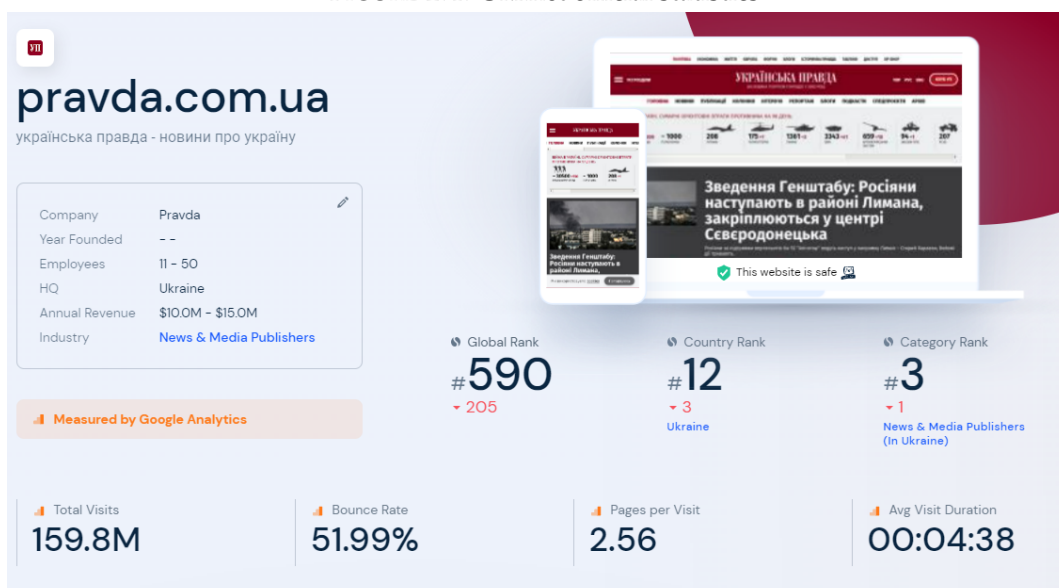 УП
pravda.com.ua
українська правда - новини про україну
Company Pravda
Year Founded - -
Employees 11 - 50
HQ Ukraine
Annual Revenue $10.0M - $15.0M
Industry News & Media Publishers
Measured by Google Analytics
УКРАЇНСЬКА ПРАВДА
Зведення Генштабу: Росіяни
наступають в районі Лимана,
закріплюються у центрі
Сєвєродонецька
Зведення Генштабу:
Росіяни наступають в
районі Лимана,
This website is safe
Global Rank
#590
205
Country Rank
#12
3
Ukraine
Category Rank
#3
1
News & Media Publishers
(In Ukraine)
Total Visits
159.8M
Bounce Rate
51.99%
Pages per Visit
2.56
Avg Visit Duration
00:04:38